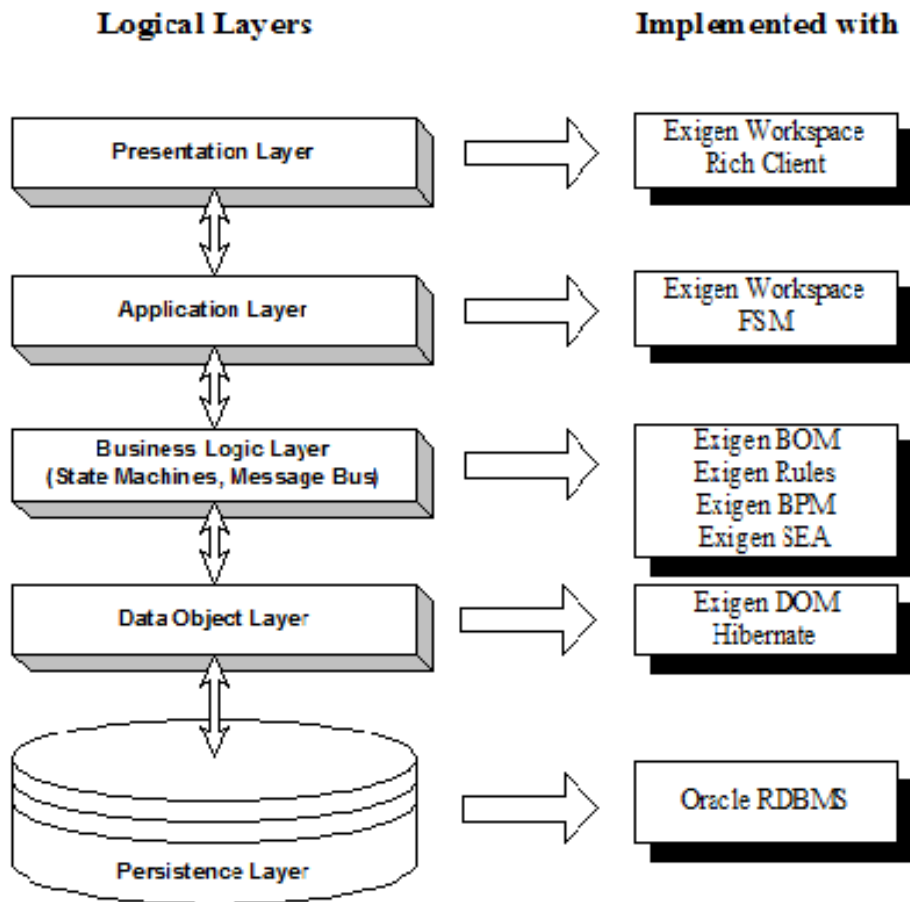 Logical Layers
Implemented with
Presentation Layer
Exigen Workspace
Rich Client
Application Layer
Exigen Workspace
FSM
Business Logic Layer
(State Machines, Message Bus)
Exigen BOM
Exigen Rules
Exigen BPM
Exigen SEA
Data Object Layer
Exigen DOM
Hibernate
Persistence Layer
Oracle RDBMS